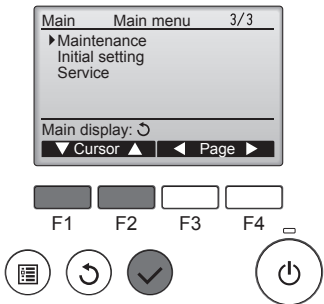 Main Main menu 3/3
Maintenance
Initial setting
Service
Main display:
Cursor Page
F1 F2 F3 F4